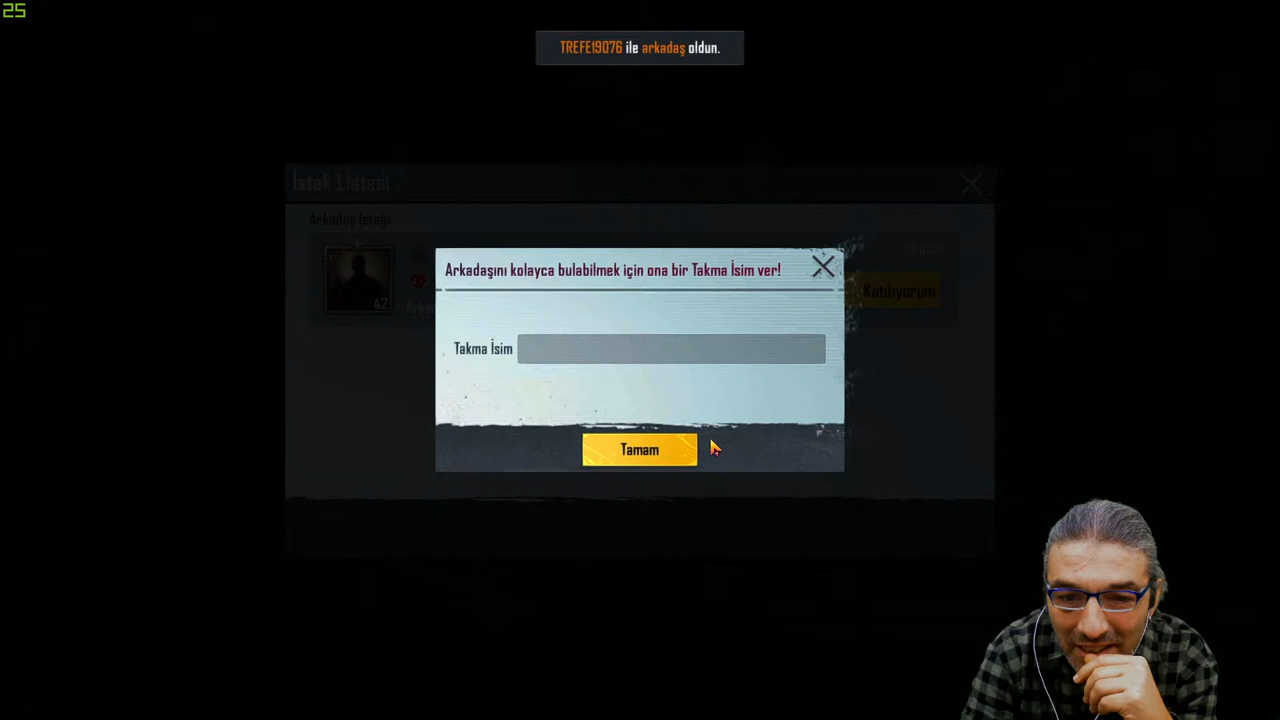 25
TREFE19076 ile arkadaş oldun.
İstek Listesi
Arkadaş İsteği
Arkadaşını kolayca bulabilmek için ona bir Takma İsim ver!
42
Katılıyorum
Takma İsim
Tamam